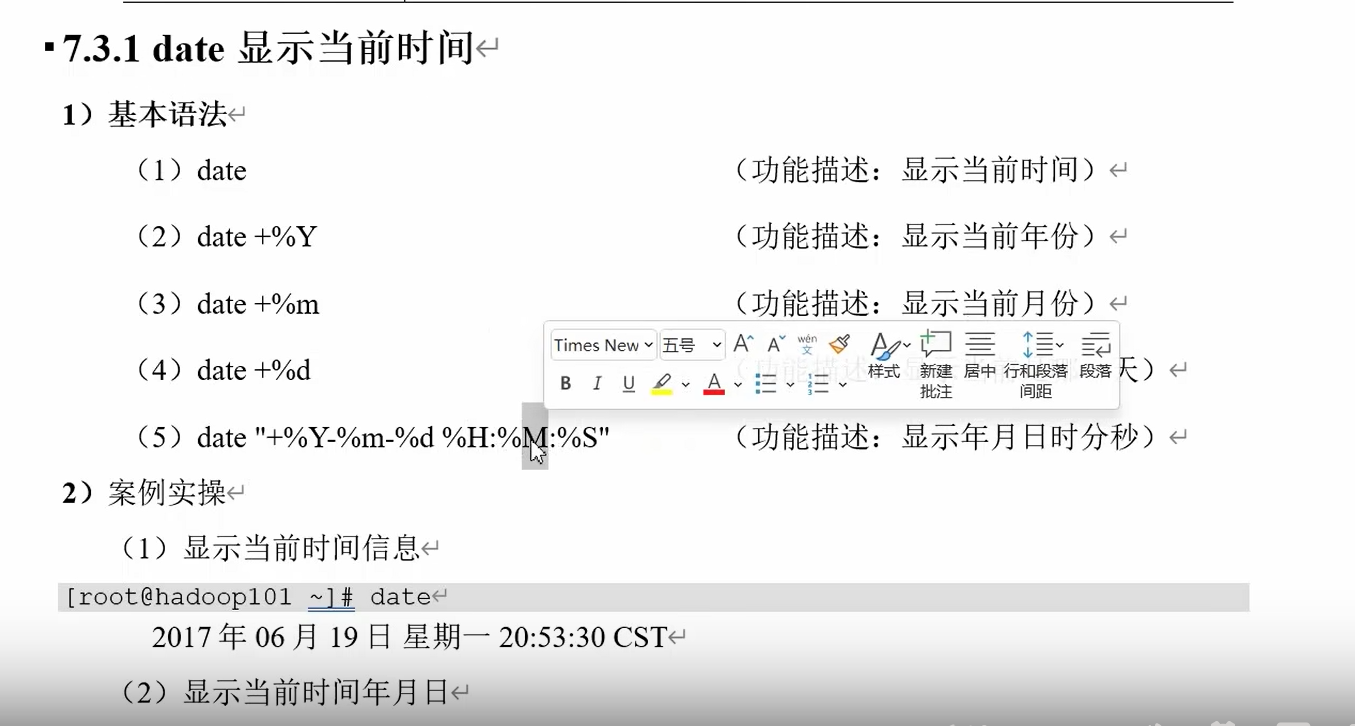 7.3.1 date 显示当前时间
1）基本语法
（1）date （功能描述：显示当前时间）
（2）date +%Y （功能描述：显示当前年份）
（3）date +%m （功能描述：显示当前月份）
Times New 五号 A A wén 文
样式 新建批注 居中 行和段落间距 段落
B I U A
（4）date +%d 天）
（5）date "+%Y-%m-%d %H:%M:%S" （功能描述：显示年月日时分秒）
2）案例实操
（1）显示当前时间信息
[root@hadoop101 ~]# date
2017 年 06 月 19 日 星期一 20:53:30 CST
（2）显示当前时间年月日